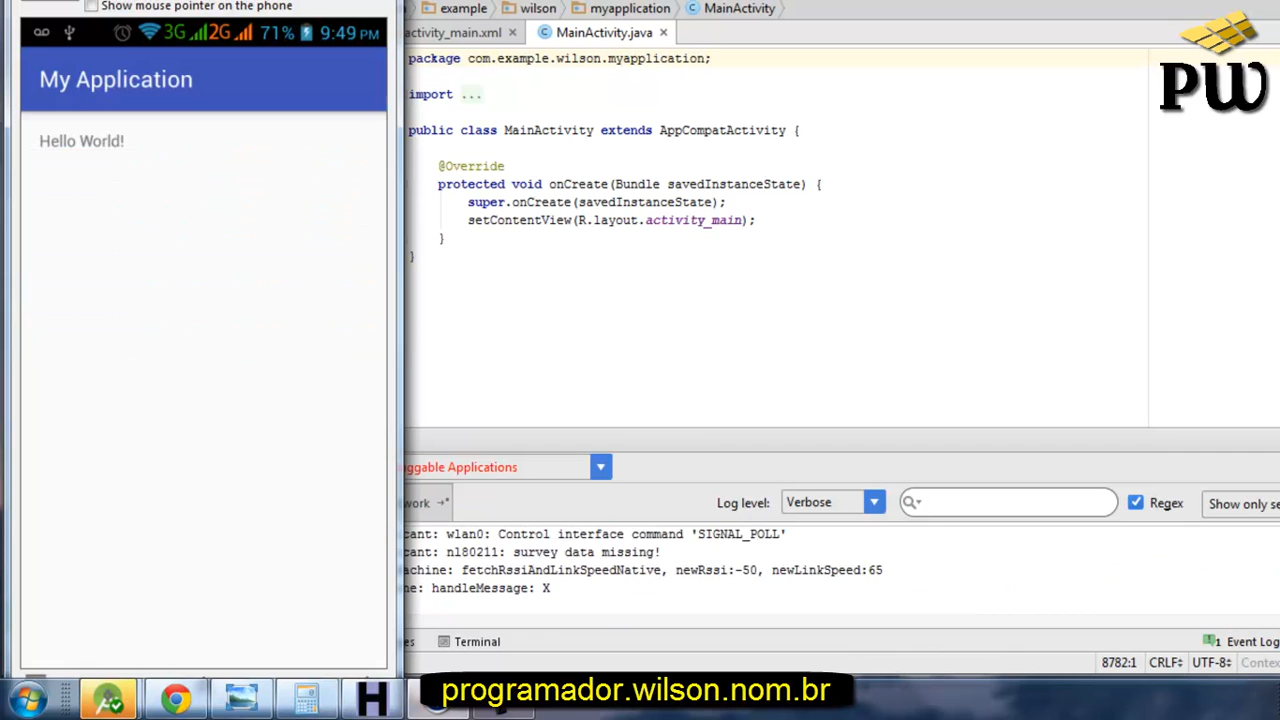 Show mouse pointer on the phone
3G 2G 71% 9:49 PM
My Application
Hello World!
example wilson myapplication MainActivity
activity_main.xml MainActivity.java
package com.example.wilson.myapplication;
import ...
public class MainActivity extends AppCompatActivity {
@Override
protected void onCreate(Bundle savedInstanceState) {
super.onCreate(savedInstanceState);
setContentView(R.layout.activity_main);
}
}
PW
ggable Applications
work
Log level: Verbose Regex Show only se
cant: wlan0: Control interface command 'SIGNAL_POLL'
cant: nl80211: survey data missing!
achine: fetchRssiAndLinkSpeedNative, newRssi:-50, newLinkSpeed:65
ne: handleMessage: X
es Terminal 1 Event Log
8782:1 CRLF UTF-8 Contex
H
programador.wilson.nom.br